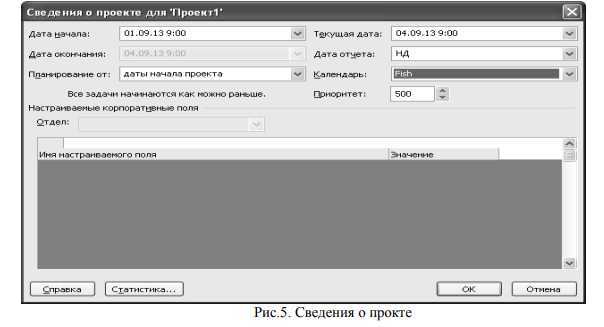 Сведения о проекте для 'Проект1'
Дата начала: 01.09.13 9:00 Текущая дата: 04.09.13 9:00
Дата окончания: 04.09.13 9:00 Дата отчета: НД
Планирование от: даты начала проекта Календарь: Fish
Все задачи начинаются как можно раньше. Приоритет: 500
Настраиваемые корпоративные поля
Отдел:
Имя настраиваемого поля Значение
Справка Статистика... ОК Отмена
Рис.5. Сведения о прокте